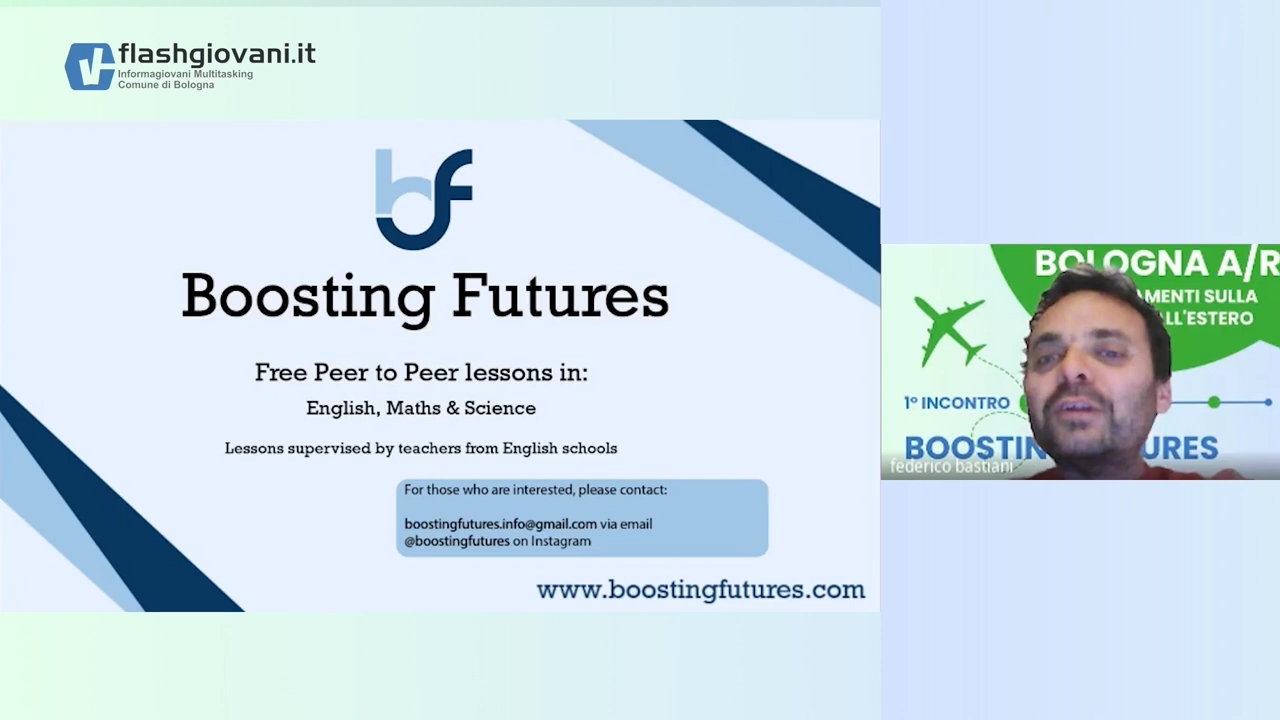 flashgiovani.it
Informagiovani Multitasking
Comune di Bologna
bf
Boosting Futures
Free Peer to Peer lessons in:
English, Maths & Science
Lessons supervised by teachers from English schools
For those who are interested, please contact:
boostingfutures.info@gmail.com via email
@boostingfutures on Instagram
www.boostingfutures.com
BOLOGNA A/R
AMENTI SULLA
ALL'ESTERO
1° INCONTRO
BOOSTIN URES
federico bastiani